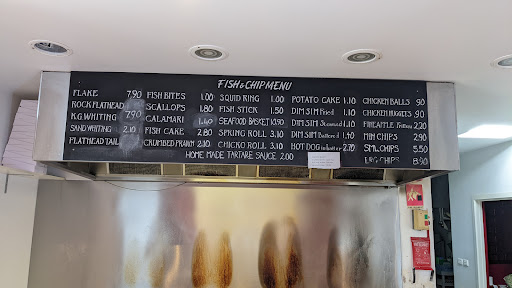 FISH & CHIP MENU
FLAKE 7.90
ROCK FLATHEAD
K.G. WHITING 7.90
SAND WHITING 2.10
FLATHEAD TAIL
FISH BITES 1.00
SCALLOPS 1.80
CALAMARI 1.40
FISH CAKE 2.80
CRUMBED PRAWN 2.10
SQUID RING 1.50
FISH STICK 1.50
SEAFOOD BASKET 10.90
SPRING ROLL 3.10
CHICKO ROLL 3.10
POTATO CAKE 1.10
DIM SIM Fried 1.10
DIM SIM Steamed 1.10
DIM SIM Battered 1.40
HOT DOG in batter 2.70
CHICKEN BALLS .90
CHICKEN NUGGETS .90
PINEAPPLE Fritters 2.20
MIN CHIPS 2.90
SML CHIPS 5.50
LRG CHIPS 8.90
HOME MADE TARTARE SAUCE 2.00